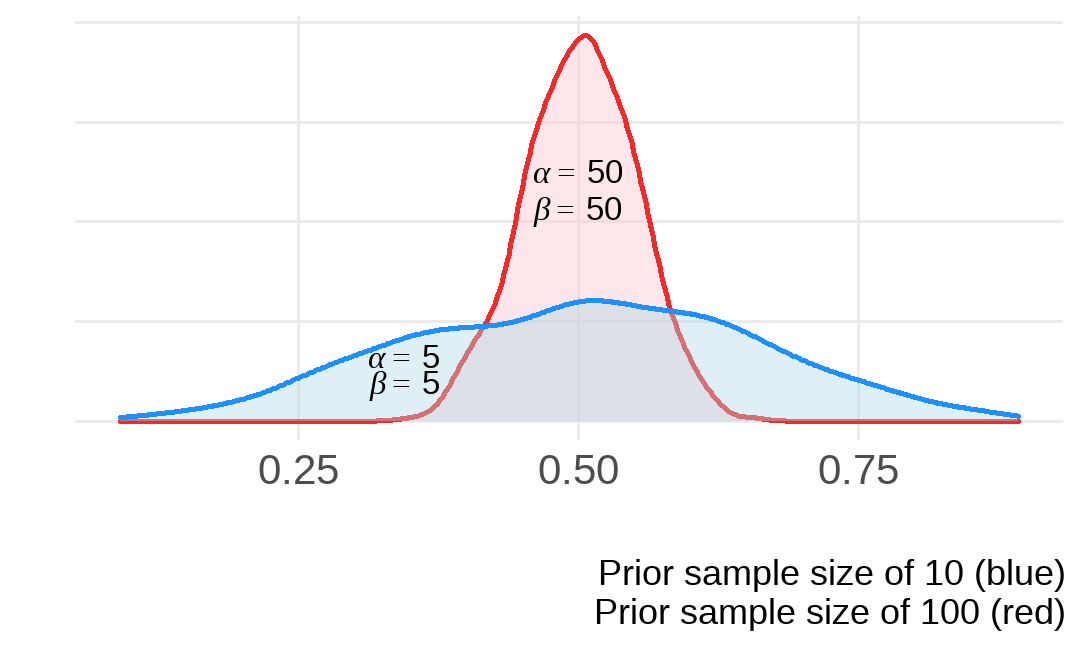 α = 50
β = 50
α = 5
β = 5
0.25 0.50 0.75
Prior sample size of 10 (blue)
Prior sample size of 100 (red)